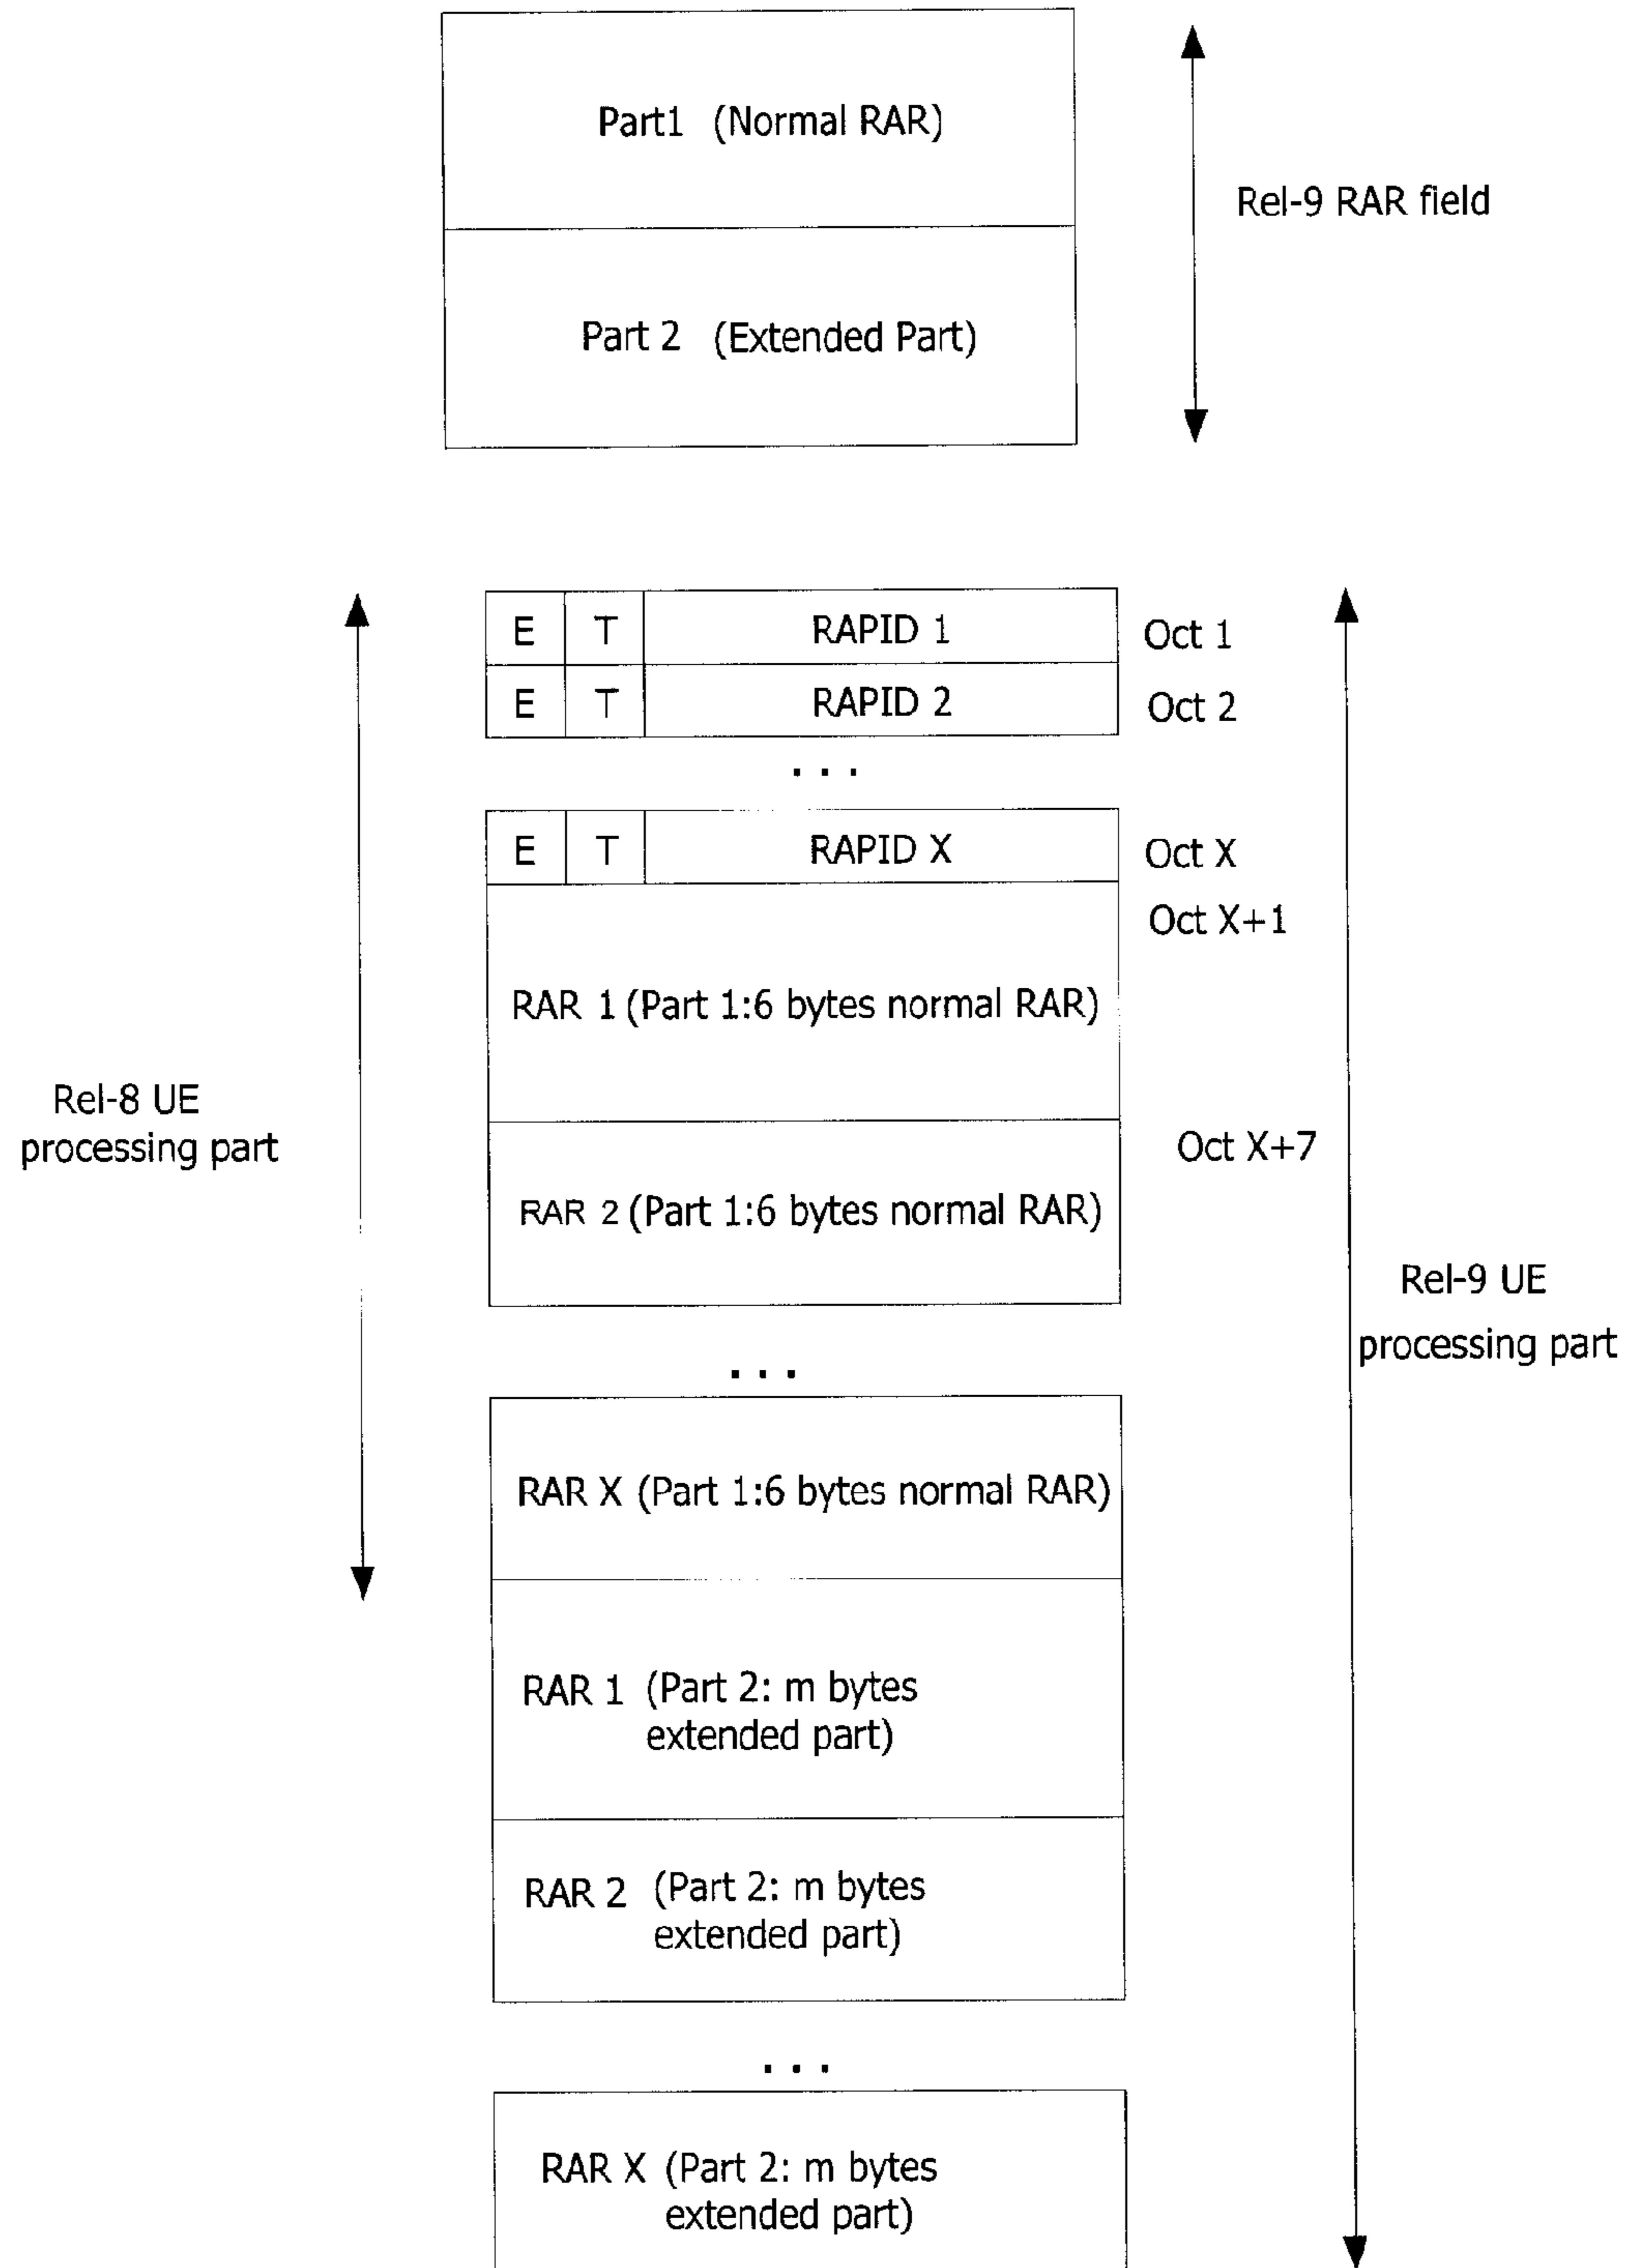 Part1 (Normal RAR)
Rel-9 RAR field
Part 2 (Extended Part)
E T RAPID 1 Oct 1
E T RAPID 2 Oct 2
. . .
E T RAPID X Oct X
Oct X+1
RAR 1 (Part 1:6 bytes normal RAR)
Rel-8 UE
processing part
Oct X+7
RAR 2 (Part 1:6 bytes normal RAR)
Rel-9 UE
processing part
. . .
RAR X (Part 1:6 bytes normal RAR)
RAR 1 (Part 2: m bytes
extended part)
RAR 2 (Part 2: m bytes
extended part)
. . .
RAR X (Part 2: m bytes
extended part)